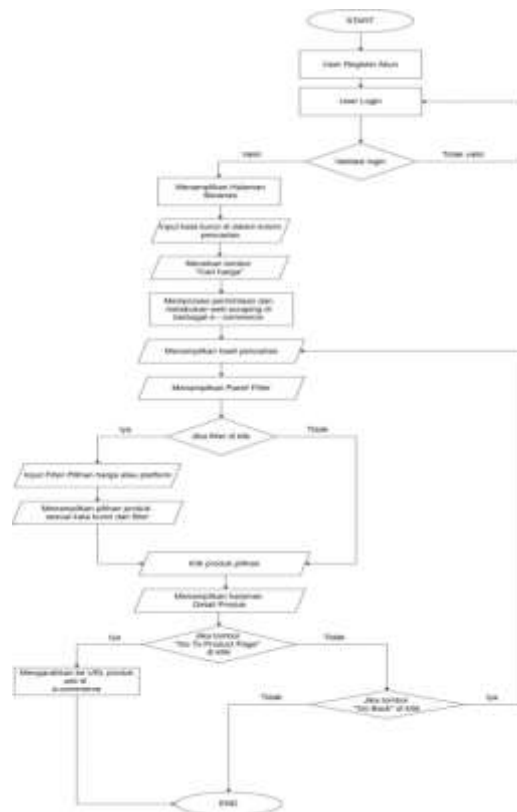 START
User Register Akun
User Login
Validasi login
Valid
Tidak valid
Menampilkan Halaman
Beranda
Input kata kunci di dalam kolom
pencarian
Menekan tombol
"Cari harga"
Memproses permintaan dan
melakukan web scraping di
berbagai e - commerce
Menampilkan hasil pencarian
Menampilkan Panel Filter
Iya
Jika filter di klik
Tidak
Input Filter Pilihan harga atau platform
Menampilkan pilihan produk
sesuai kata kunci dan filter
Klik produk pilihan
Menampilkan halaman
Detail Produk
Iya
Jika tombol
"Go To Product Page"
di klik
Tidak
Mengarahkan ke URL produk
asli di
e-commerce
Tidak
Jika tombol
"Go Back" di klik
Iya
END